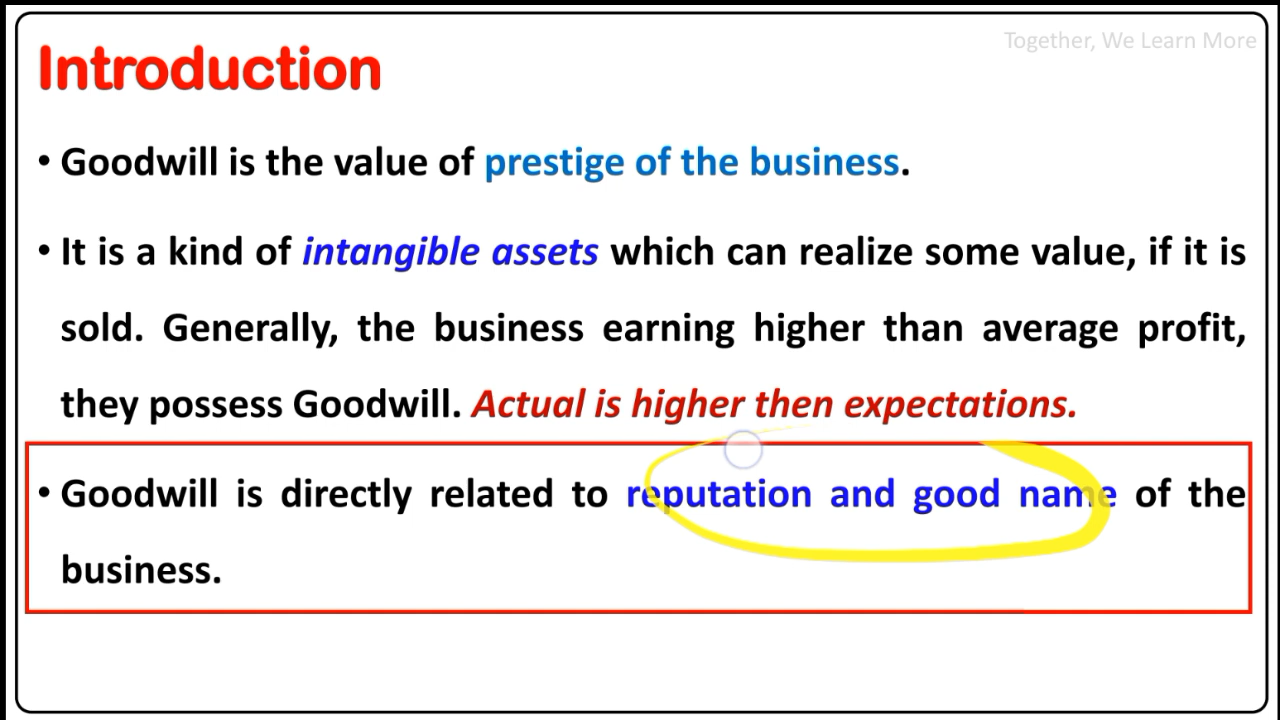 Together, We Learn More
Introduction
• Goodwill is the value of prestige of the business.
• It is a kind of intangible assets which can realize some value, if it is
sold. Generally, the business earning higher than average profit,
they possess Goodwill. Actual is higher then expectations.
• Goodwill is directly related to reputation and good name of the
business.